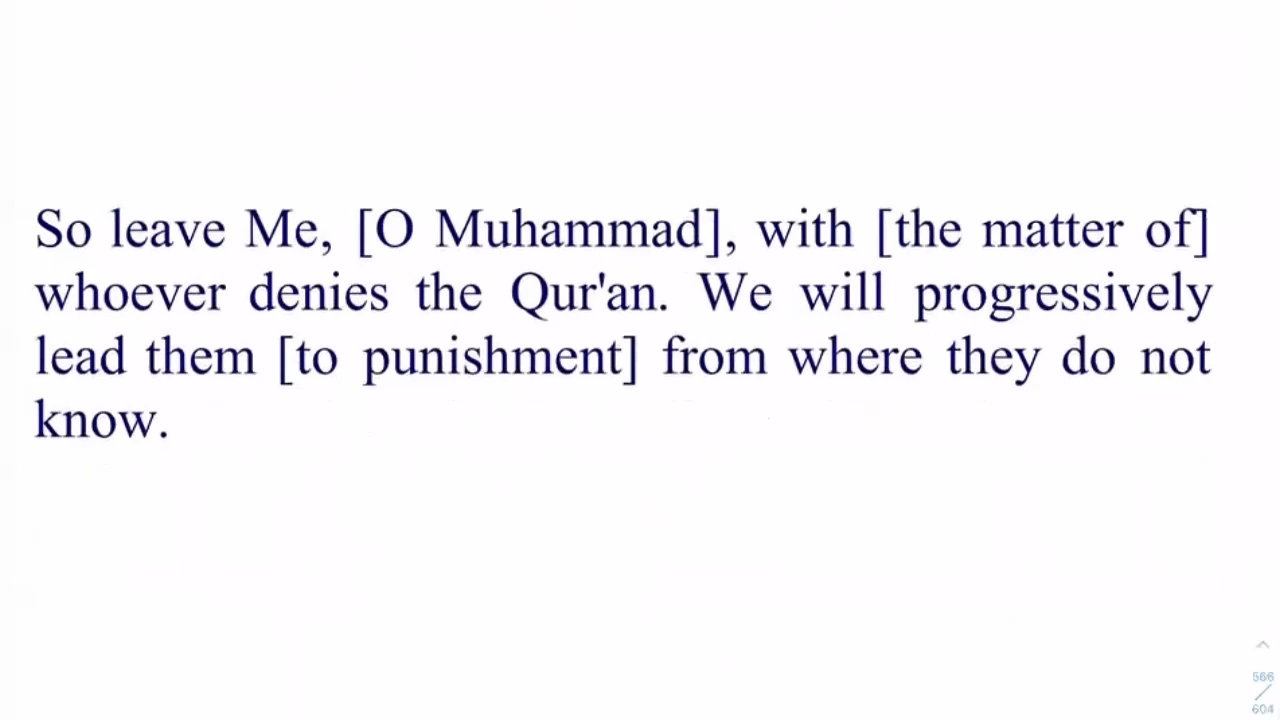 So leave Me, [O Muhammad], with [the matter of]
whoever denies the Qur'an. We will progressively
lead them [to punishment] from where they do not
know.
566
604